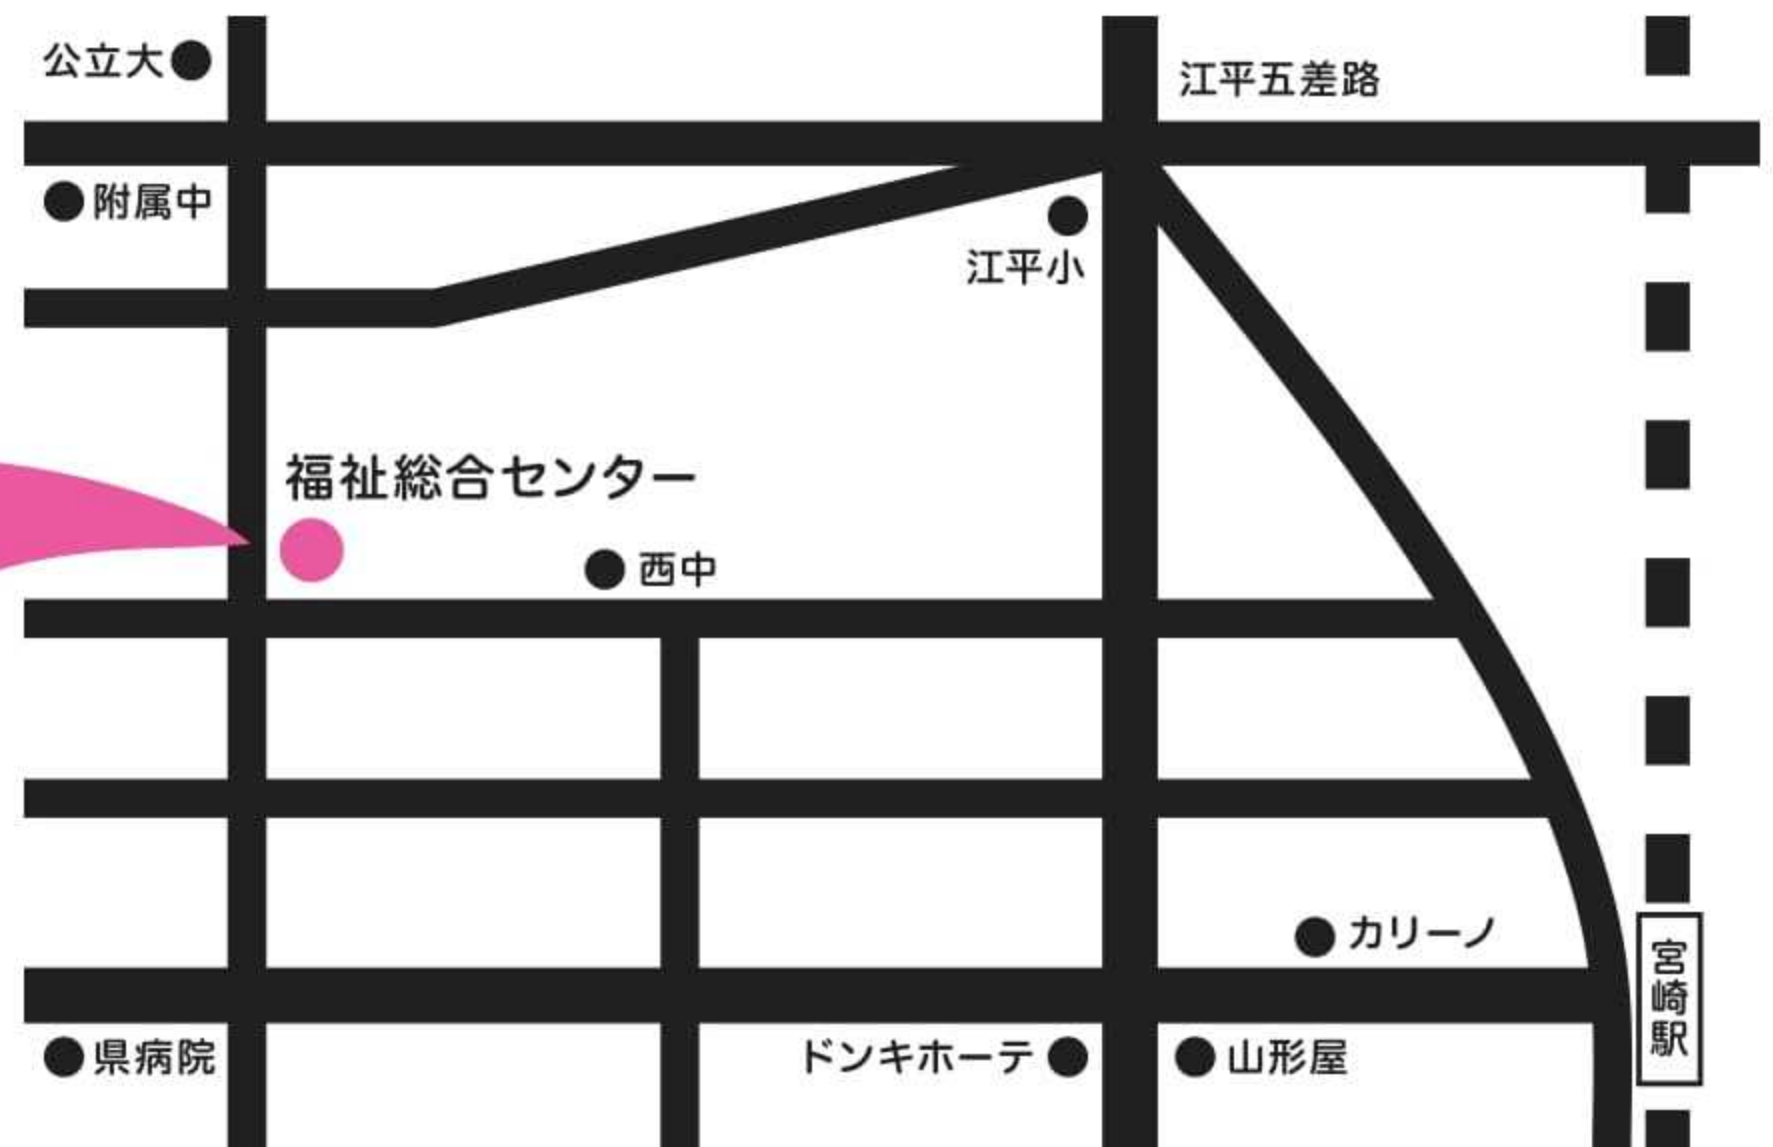 公立大
江平五差路
附属中
江平小
福祉総合センター
西中
カリーノ
宮崎駅
県病院
ドンキホーテ
山形屋